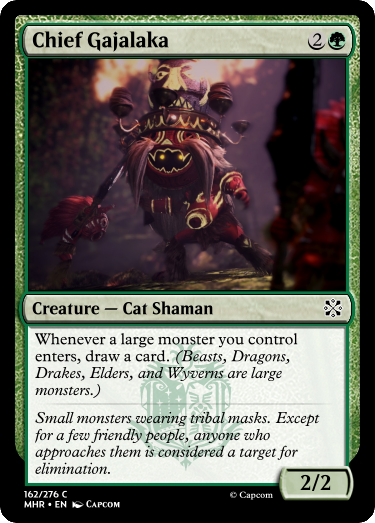 Chief Gajalaka 2
Creature — Cat Shaman
Whenever a large monster you control
enters, draw a card. (Beasts, Dragons,
Drakes, Elders, and Wyverns are large
monsters.)
Small monsters wearing tribal masks. Except
for a few friendly people, anyone who
approaches them is considered a target for
elimination.
2/2
162/276 C
MHR • EN CAPCOM
© Capcom